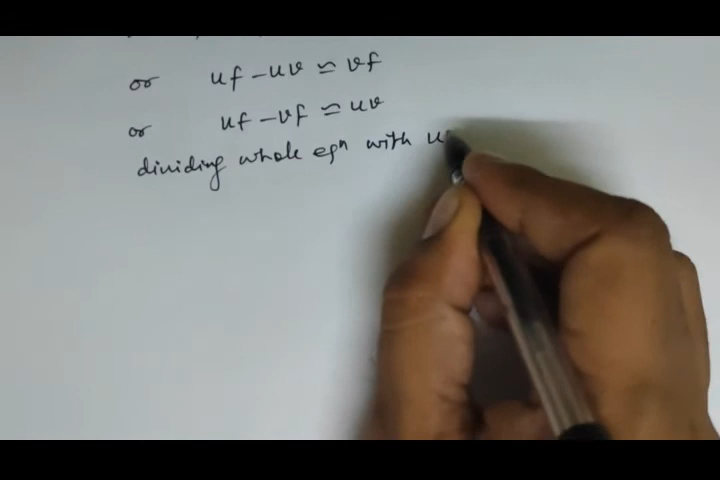 or uf - uv ≃ vf
or uf - vf ≃ uv
dividing whole eqn with u